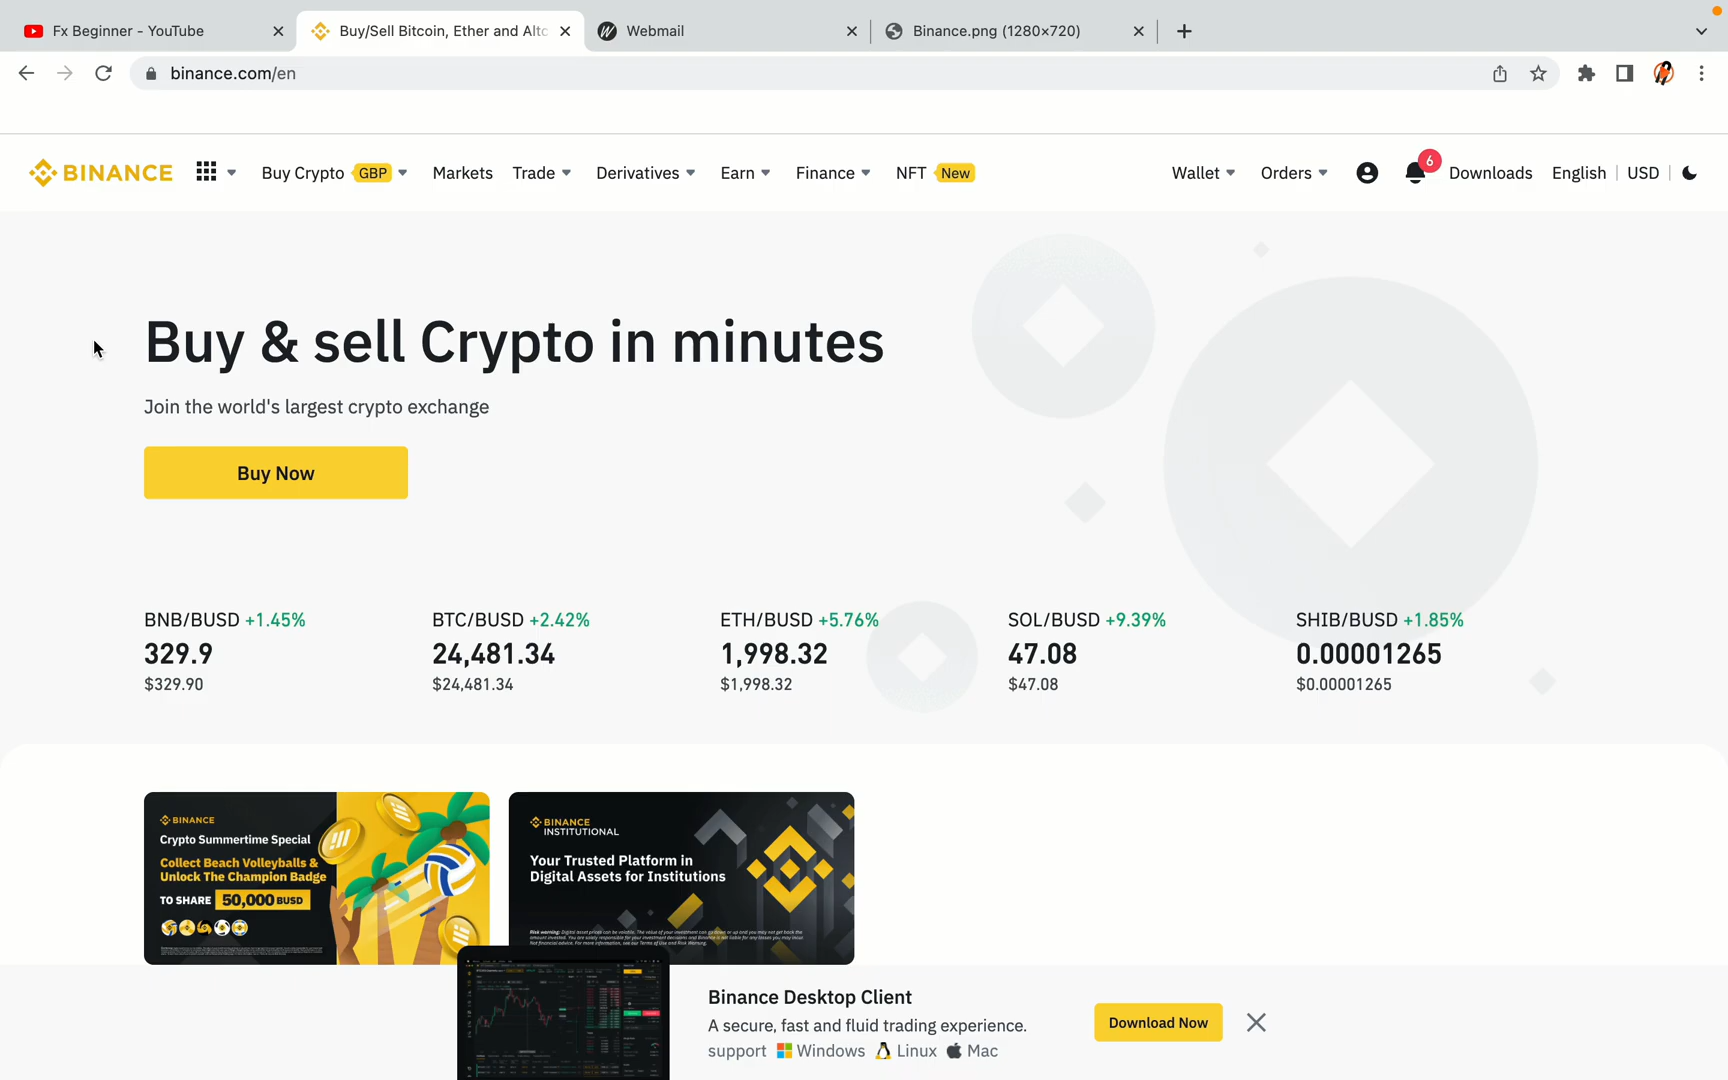 Fx Beginner - YouTube
Buy/Sell Bitcoin, Ether and Altc
Webmail
Binance.png (1280×720)
binance.com/en
BINANCE
Buy Crypto GBP
Markets
Trade
Derivatives
Earn
Finance
NFT New
Wallet
Orders
6
Downloads
English
USD
Buy & sell Crypto in minutes
Join the world's largest crypto exchange
Buy Now
BNB/BUSD +1.45%
329.9
$329.90
BTC/BUSD +2.42%
24,481.34
$24,481.34
ETH/BUSD +5.76%
1,998.32
$1,998.32
SOL/BUSD +9.39%
47.08
$47.08
SHIB/BUSD +1.85%
0.00001265
$0.00001265
BINANCE
Crypto Summertime Special
Collect Beach Volleyballs &
Unlock The Champion Badge
TO SHARE 50,000 BUSD
BINANCE
INSTITUTIONAL
Your Trusted Platform in
Digital Assets for Institutions
Binance Desktop Client
A secure, fast and fluid trading experience.
support Windows Linux Mac
Download Now